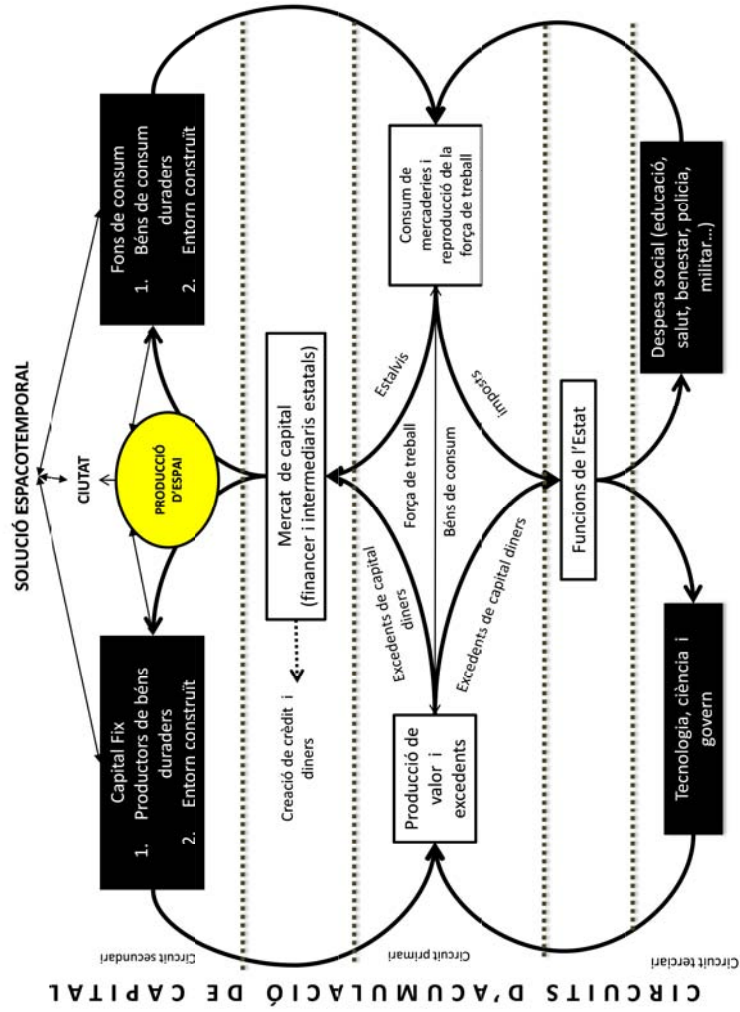 SOLUCIÓ ESPACOTEMPORAL
CIUTAT
PRODUCCIÓ
D'ESPAI
Capital Fix
1. Productors de béns
duraders
2. Entorn construït
Fons de consum
1. Béns de consum
duraders
2. Entorn construït
Mercat de capital
(financer i intermediaris estatals)
Creació de crèdit i
diners
Excedents de capital
diners
Estalvis
Producció de
valor i
excedents
Força de treball
Béns de consum
Consum de
mercaderies i
reproducció de la
força de treball
Excedents de capital diners
imposts
Funcions de l'Estat
Tecnologia, ciència i
govern
Despesa social (educació,
salut, benestar, policia,
militar...)
Circuit secundari
Circuit primari
Circuit terciari
CIRCUITS D'ACUMULACIÓ DE CAPITAL